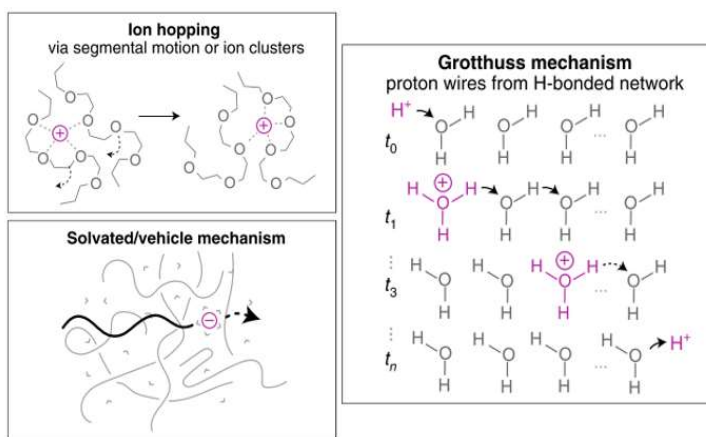 Ion hopping
via segmental motion or ion clusters
O
O
O
O
O
O
O
+
O
O
O
O
O
O
O
+
Solvated/vehicle mechanism
−
Grotthuss mechanism
proton wires from H-bonded network
H⁺ O H H O H H O H H ... O H H
t₀
⊕
H O H H O H H O H H ... O H H
t₁
⊕
⋮ H O H H O H H O H H ... O H
t₃ H
⋮ H O H O H O ... H O H⁺
tₙ H H H H